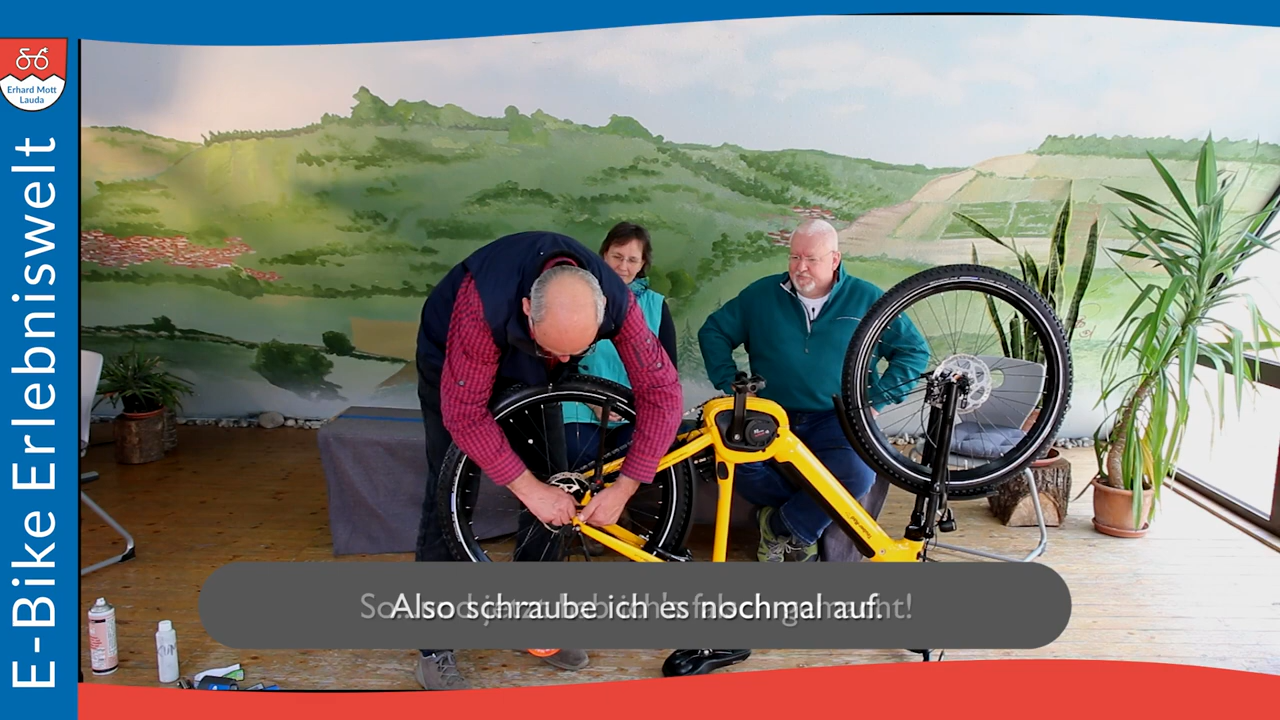 Erhard Mott
Lauda
E-Bike Erlebniswelt
Also schraube ich es nochmal auf.